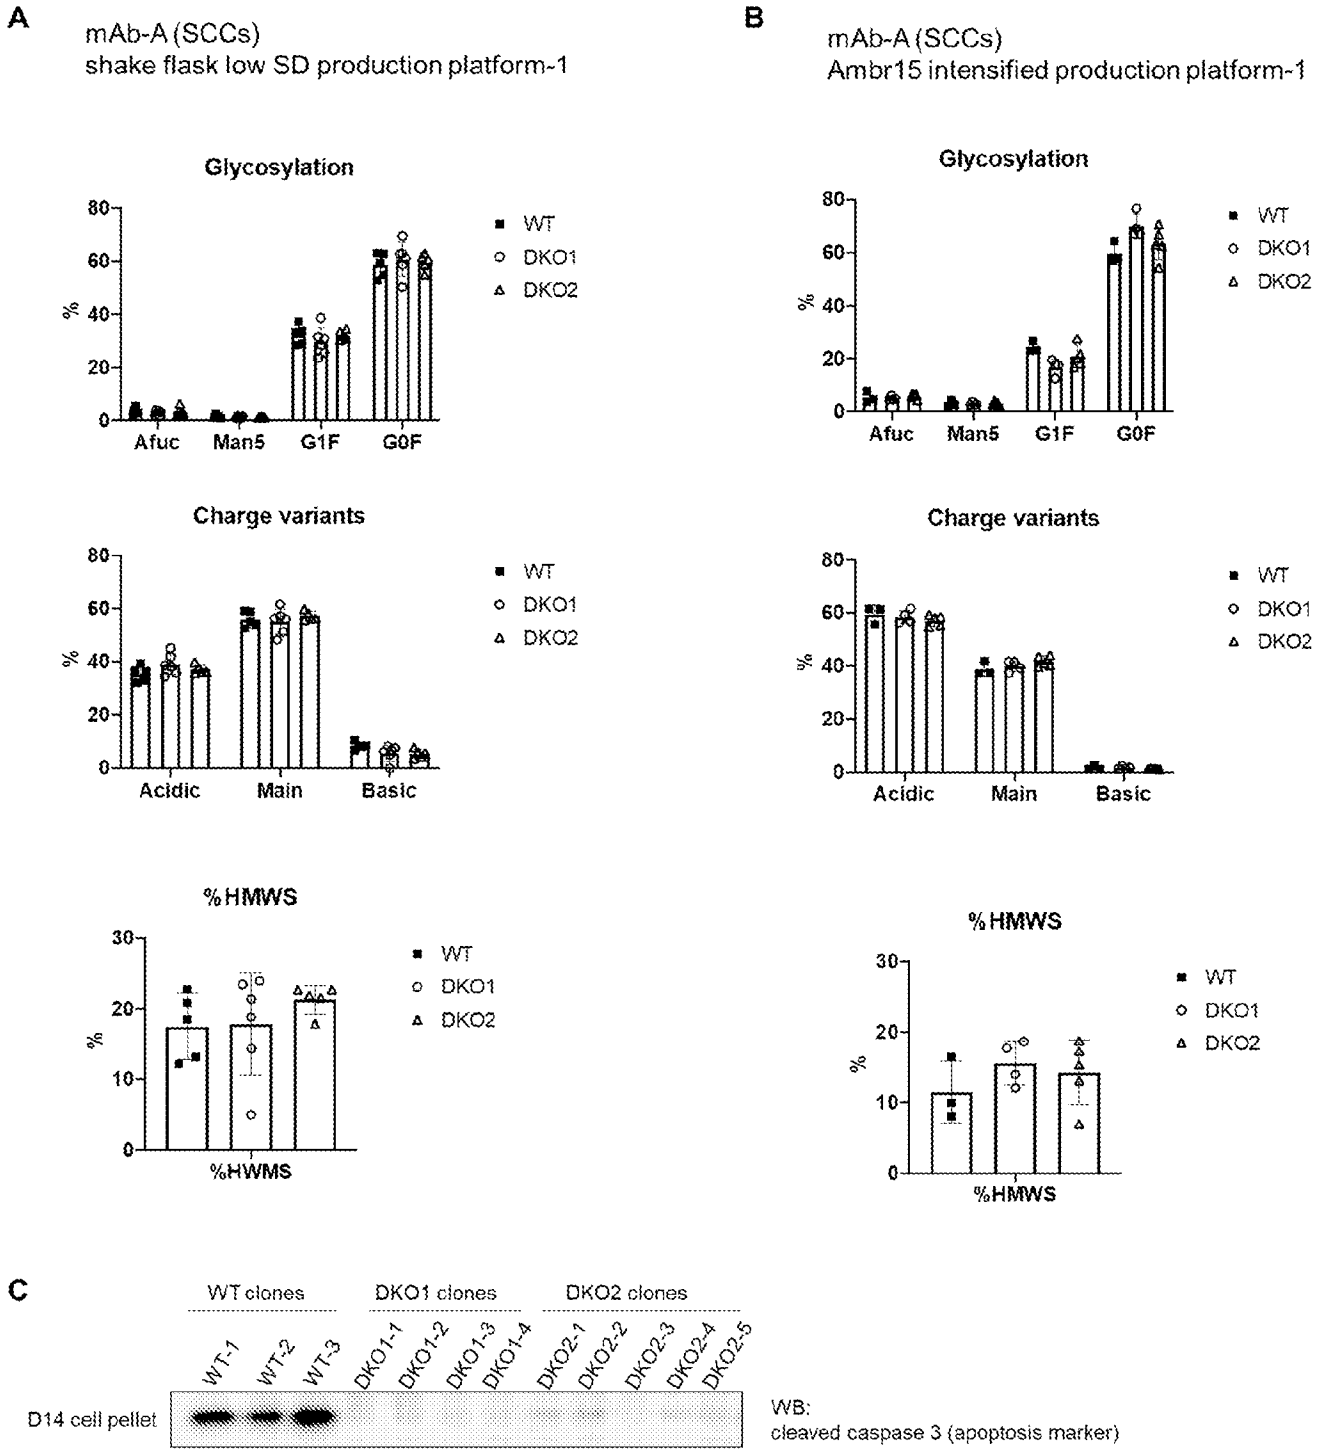 A
mAb-A (SCCs)
shake flask low SD production platform-1
Glycosylation
80
60
40
20
0
%
Afuc
Man5
G1F
G0F
WT
DKO1
DKO2
Charge variants
80
60
40
20
0
%
Acidic
Main
Basic
WT
DKO1
DKO2
%HMWS
30
20
10
0
%
%HWMS
WT
DKO1
DKO2
B
mAb-A (SCCs)
Ambr15 intensified production platform-1
Glycosylation
80
60
40
20
0
%
Afuc
Man5
G1F
G0F
WT
DKO1
DKO2
Charge variants
80
60
40
20
0
%
Acidic
Main
Basic
WT
DKO1
DKO2
%HMWS
30
20
10
0
%
%HMWS
WT
DKO1
DKO2
C
WT clones
DKO1 clones
DKO2 clones
WT-1
WT-2
WT-3
DKO1-1
DKO1-2
DKO1-3
DKO1-4
DKO2-1
DKO2-2
DKO2-3
DKO2-4
DKO2-5
D14 cell pellet
WB:
cleaved caspase 3 (apoptosis marker)